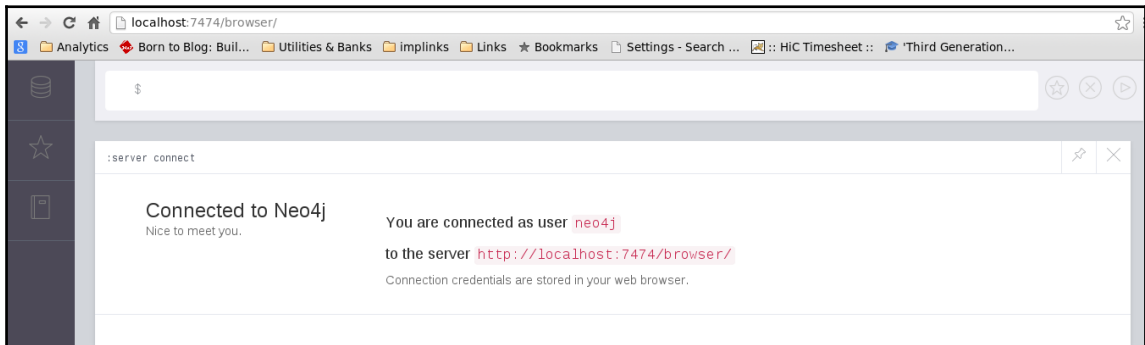 localhost:7474/browser/
8 Analytics Born to Blog: Buil... Utilities & Banks implinks Links Bookmarks Settings - Search ... :: HiC Timesheet :: 'Third Generation...
$
:server connect
Connected to Neo4j
Nice to meet you.
You are connected as user neo4j
to the server http://localhost:7474/browser/
Connection credentials are stored in your web browser.